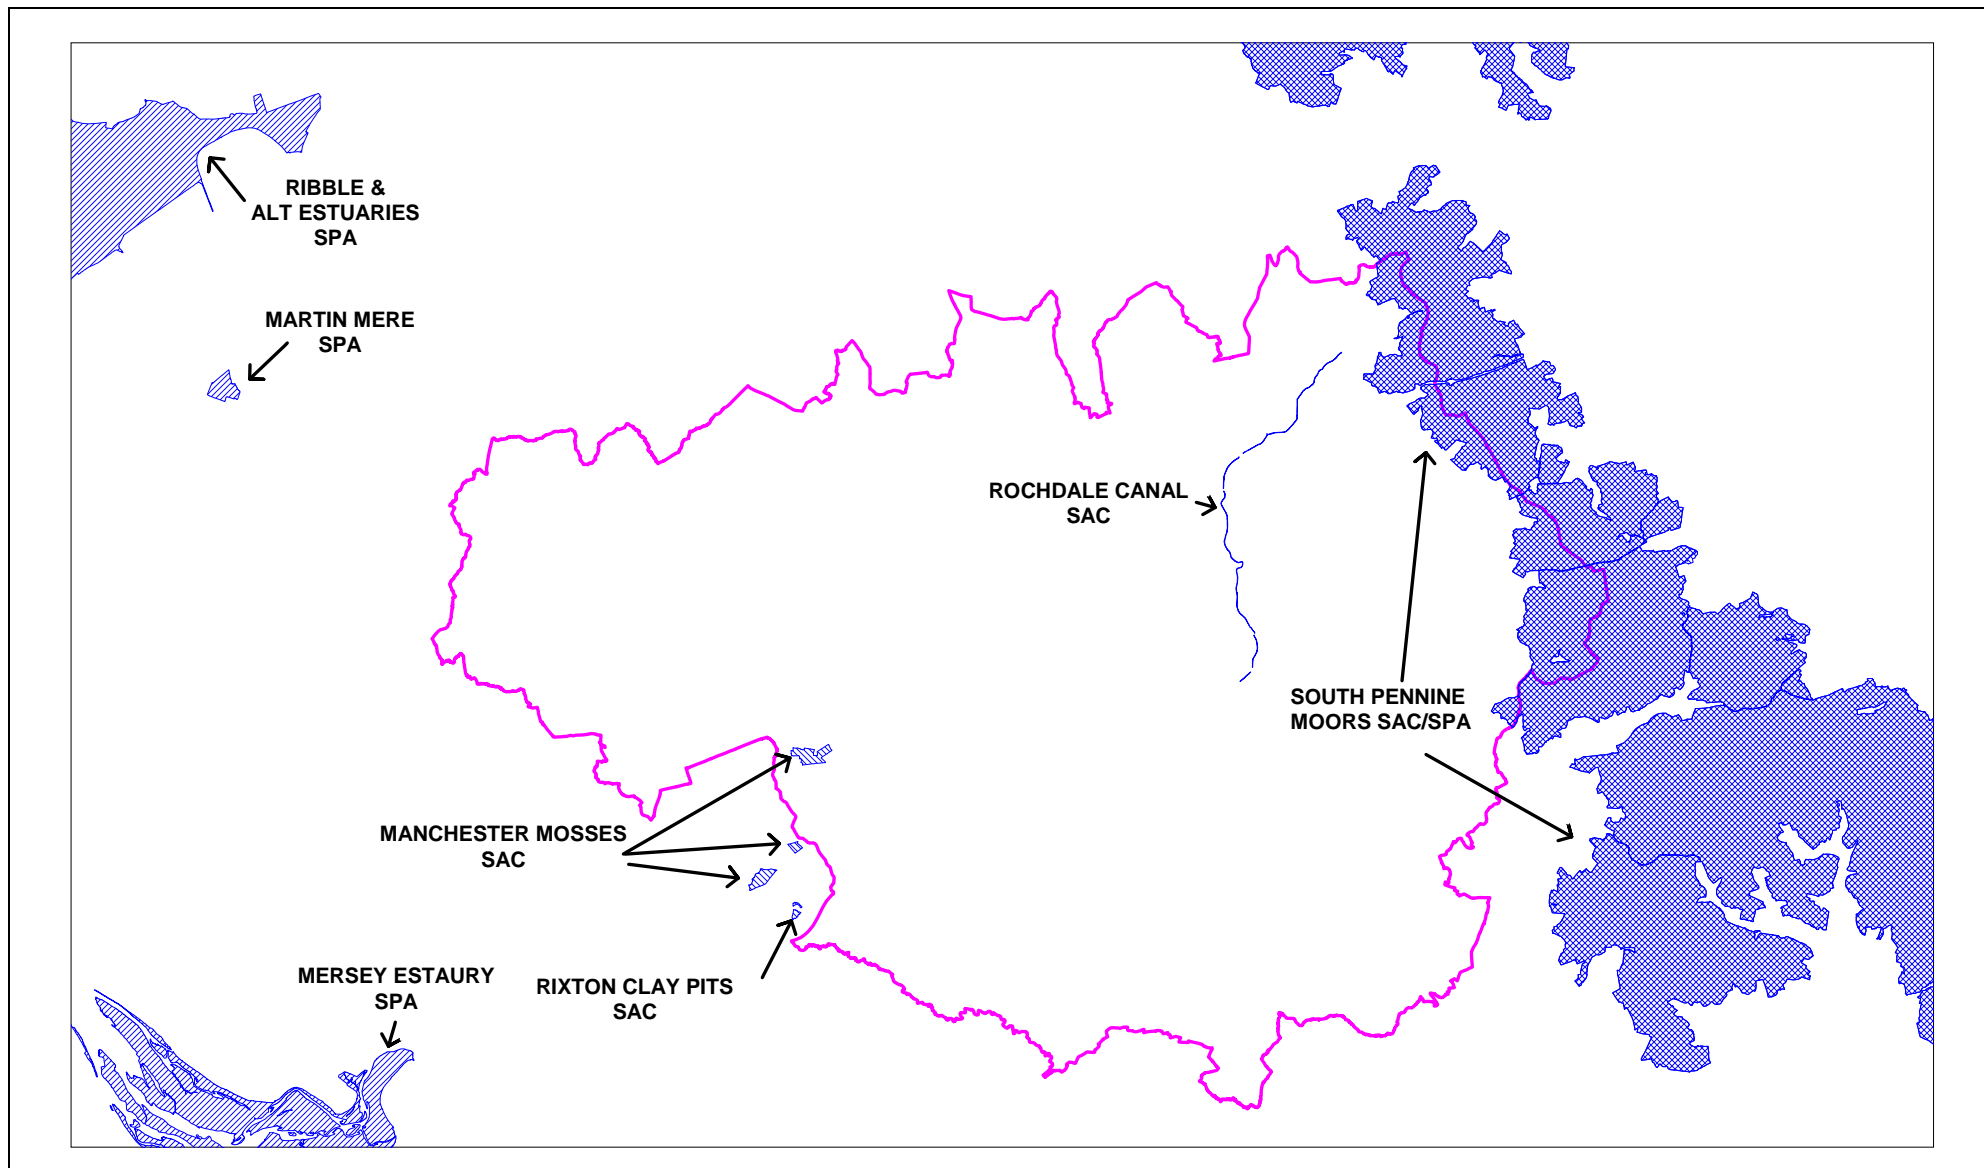 RIBBLE &
ALT ESTUARIES
SPA
MARTIN MERE
SPA
ROCHDALE CANAL
SAC
SOUTH PENNINE
MOORS SAC/SPA
MANCHESTER MOSSES
SAC
MERSEY ESTAURY
SPA
RIXTON CLAY PITS
SAC